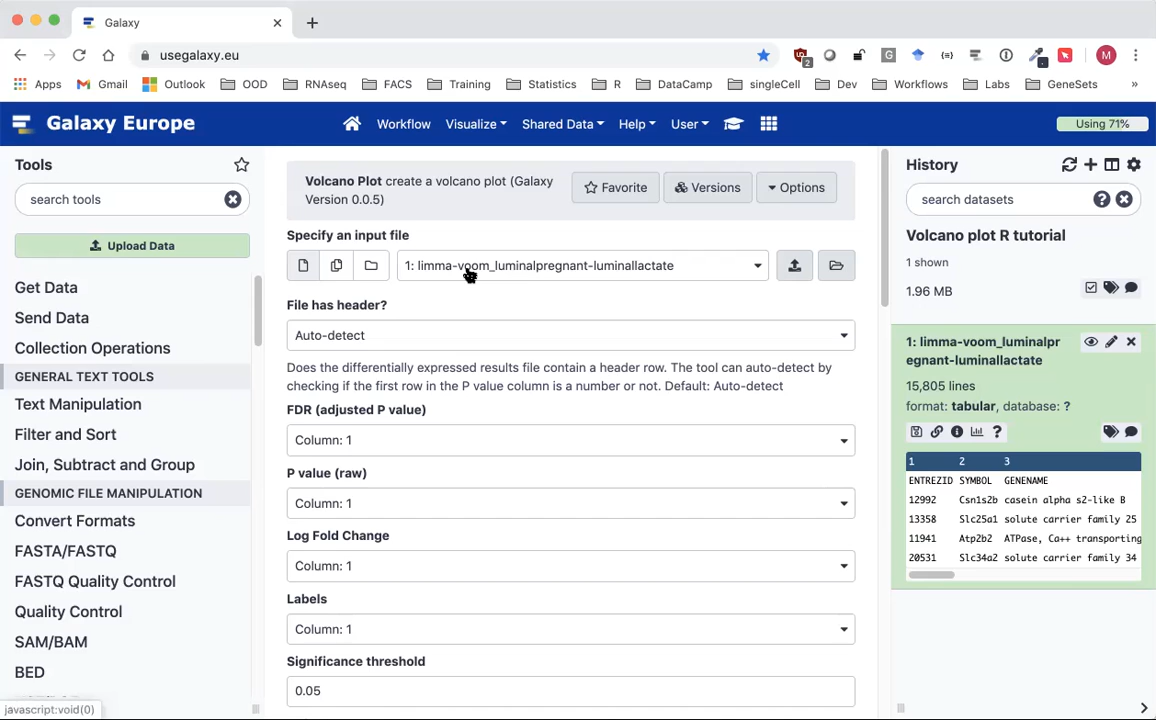 Galaxy
usegalaxy.eu
2
G
M
Apps Gmail Outlook OOD RNAseq FACS Training Statistics R DataCamp singleCell Dev Workflows Labs GeneSets »
Galaxy Europe
Workflow Visualize Shared Data Help User
Using 71%
Tools
search tools
Upload Data
Get Data
Send Data
Collection Operations
GENERAL TEXT TOOLS
Text Manipulation
Filter and Sort
Join, Subtract and Group
GENOMIC FILE MANIPULATION
Convert Formats
FASTA/FASTQ
FASTQ Quality Control
Quality Control
SAM/BAM
BED
javascript:void(0)
Volcano Plot create a volcano plot (Galaxy
Version 0.0.5)
Favorite Versions Options
Specify an input file
1: limma-voom_luminalpregnant-luminallactate
File has header?
Auto-detect
Does the differentially expressed results file contain a header row. The tool can auto-detect by
checking if the first row in the P value column is a number or not. Default: Auto-detect
FDR (adjusted P value)
Column: 1
P value (raw)
Column: 1
Log Fold Change
Column: 1
Labels
Column: 1
Significance threshold
0.05
History
search datasets
Volcano plot R tutorial
1 shown
1.96 MB
1: limma-voom_luminalpr
egnant-luminallactate
15,805 lines
format: tabular, database: ?
1 2 3
ENTREZID SYMBOL GENENAME
12992 Csn1s2b casein alpha s2-like B
13358 Slc25a1 solute carrier family 25
11941 Atp2b2 ATPase, Ca++ transporting
20531 Slc34a2 solute carrier family 34